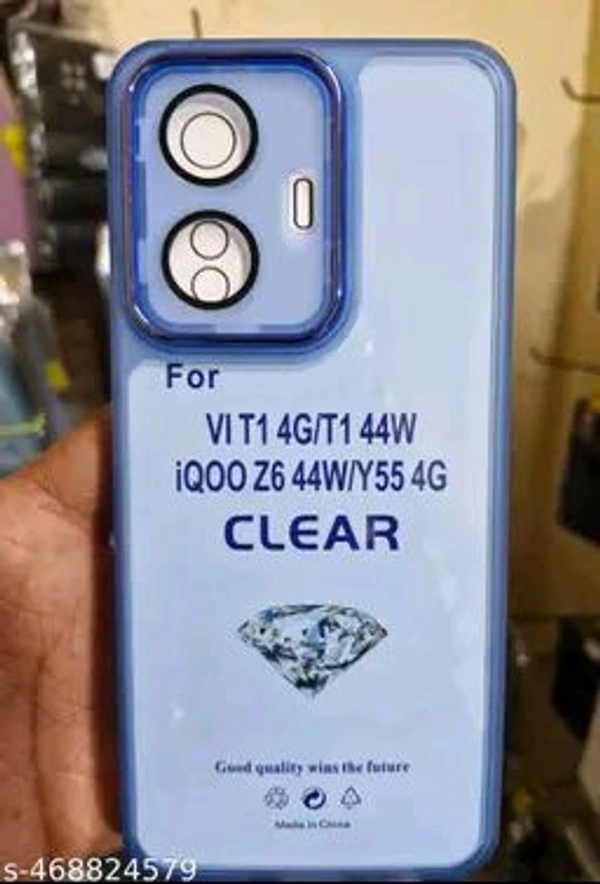 For
VI T1 4G/T1 44W
iQOO Z6 44W/Y55 4G
CLEAR
Good quality wins the future
Made in China
s-468824579